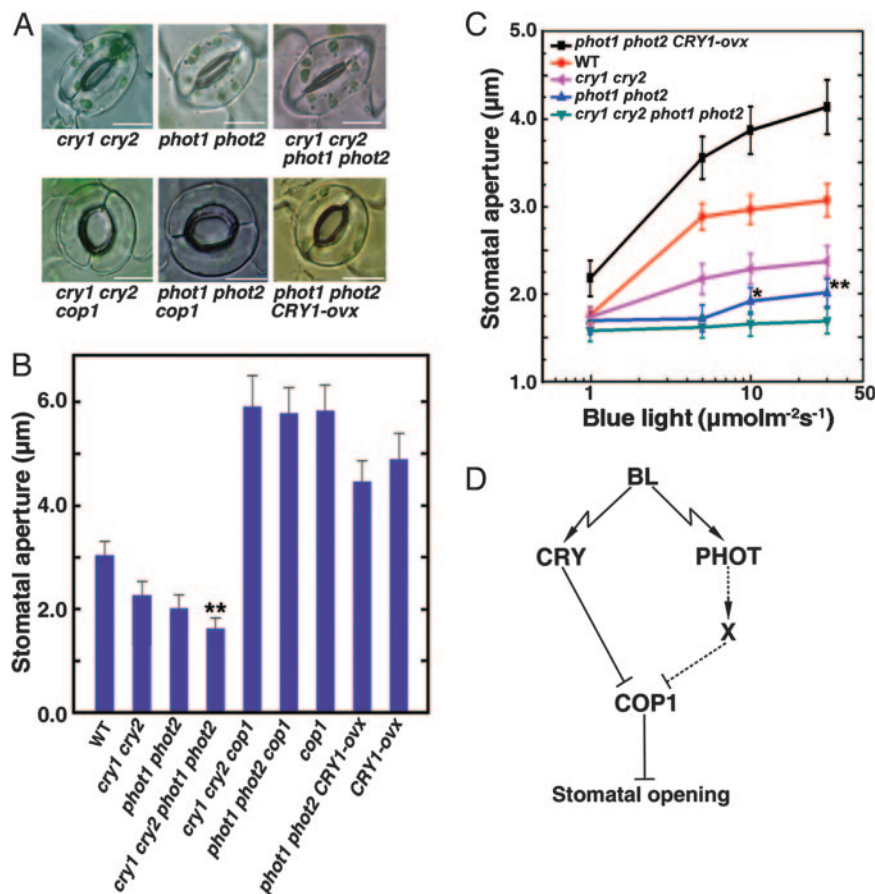 A
cry1 cry2
phot1 phot2
cry1 cry2
phot1 phot2
cry1 cry2
cop1
phot1 phot2
cop1
phot1 phot2
CRY1-ovx
B
Stomatal aperture (µm)
6.0
4.0
2.0
0.0
**
WT
cry1 cry2
phot1 phot2
cry1 cry2 phot1 phot2
cry1 cry2 cop1
phot1 phot2 cop1
cop1
phot1 phot2 CRY1-ovx
CRY1-ovx
C
Stomatal aperture (µm)
5.0
4.0
3.0
2.0
1.0
phot1 phot2 CRY1-ovx
WT
cry1 cry2
phot1 phot2
cry1 cry2 phot1 phot2
*
**
1
10
50
Blue light (µmolm-2s-1)
D
BL
CRY
PHOT
X
COP1
Stomatal opening